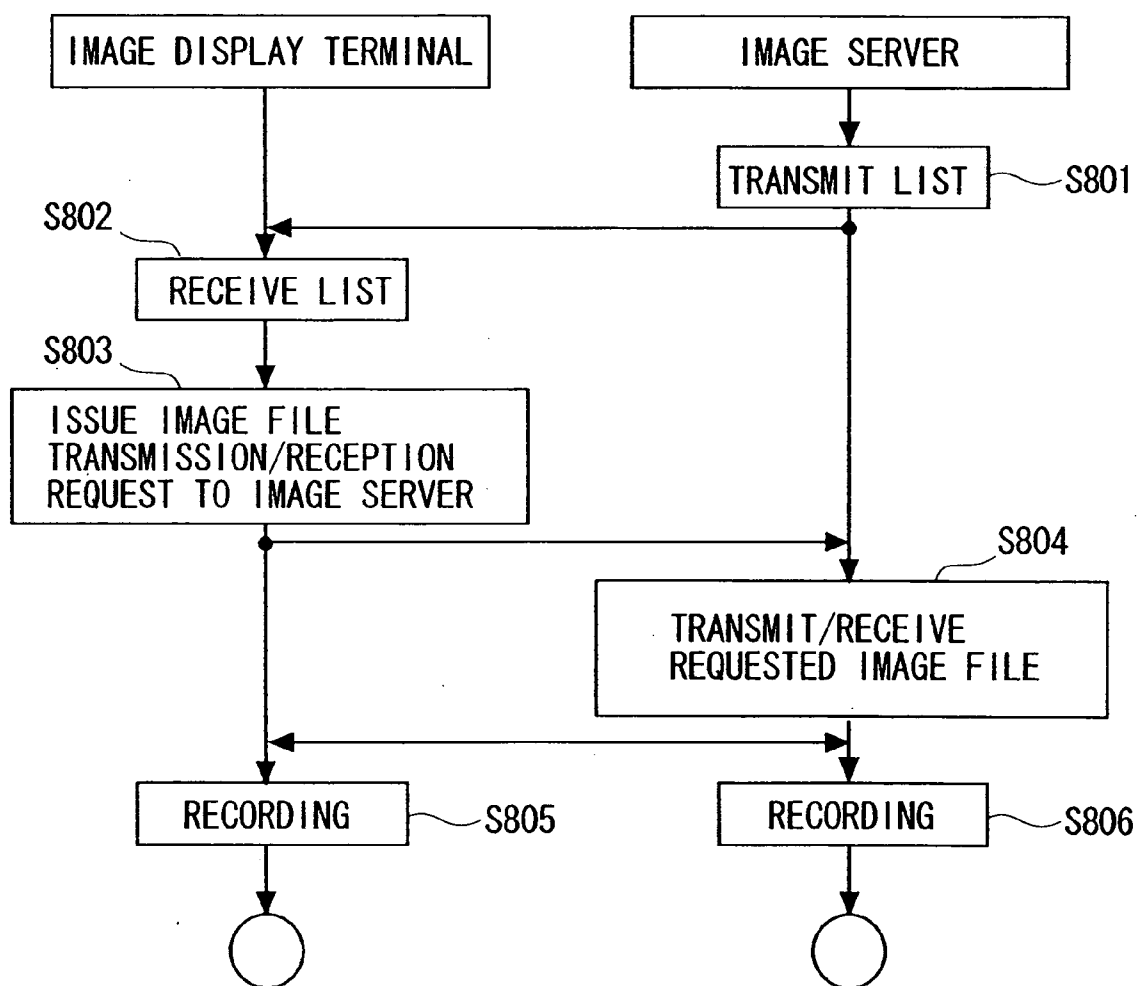 IMAGE DISPLAY TERMINAL
IMAGE SERVER
TRANSMIT LIST
S801
S802
RECEIVE LIST
S803
ISSUE IMAGE FILE
TRANSMISSION/RECEPTION
REQUEST TO IMAGE SERVER
S804
TRANSMIT/RECEIVE
REQUESTED IMAGE FILE
RECORDING
S805
RECORDING
S806